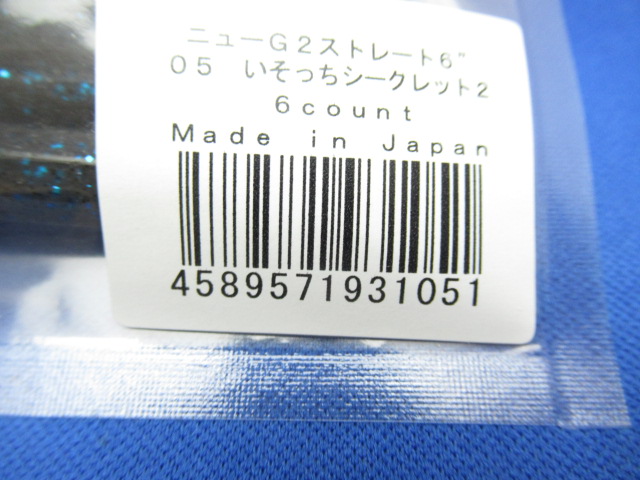 ニューG2ストレート6"
05 いそっちシークレット2
6count
Made in Japan
4589571931051